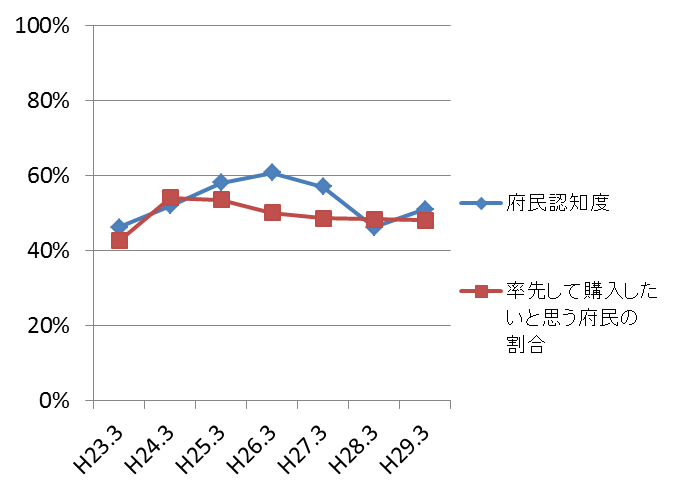 100%
80%
60%
40%
20%
0%
H23.3
H24.3
H25.3
H26.3
H27.3
H28.3
H29.3
府民認知度
率先して購入した
いと思う府民の
割合